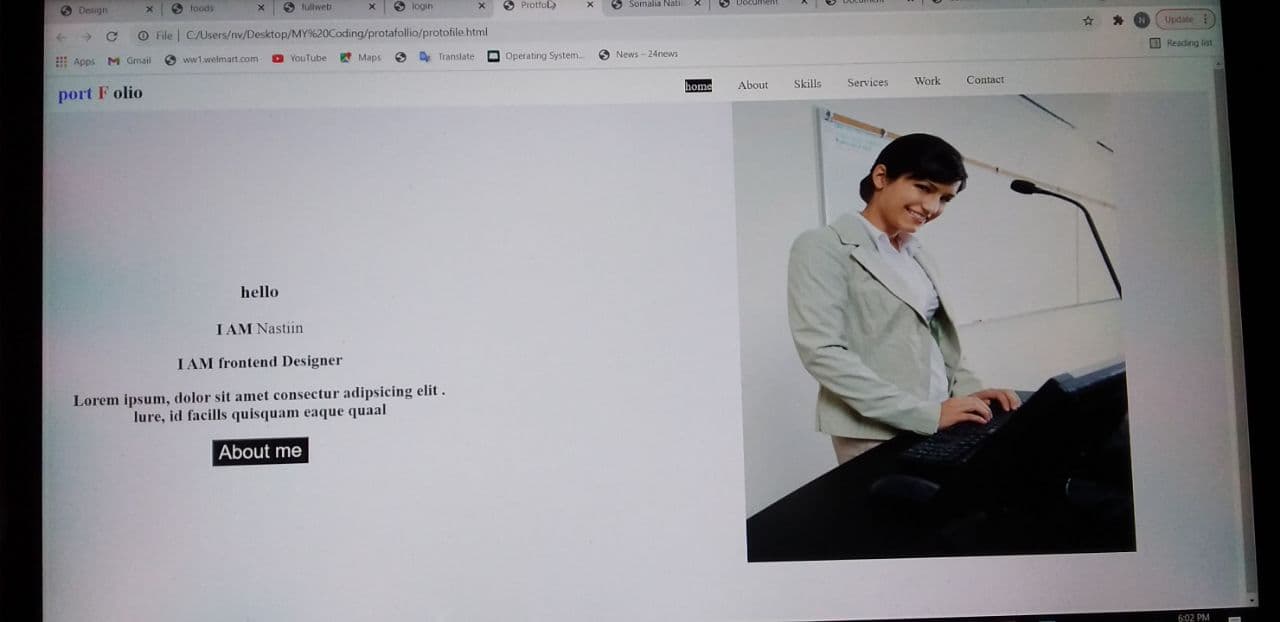 Design
foods
fullweb
login
Somalia Nati
Document
File | C:/Users/nv/Desktop/MY%20Coding/protafollio/protofile.html
N
Update
Apps
Gmail
ww1.welmart.com
YouTube
Maps
Translate
Operating System...
News – 24news
Reading list
port F olio
home
About
Skills
Services
Work
Contact
hello
I AM Nastiin
I AM frontend Designer
Lorem ipsum, dolor sit amet consectur adipsicing elit .
lure, id facills quisquam eaque quaal
About me
6:02 PM